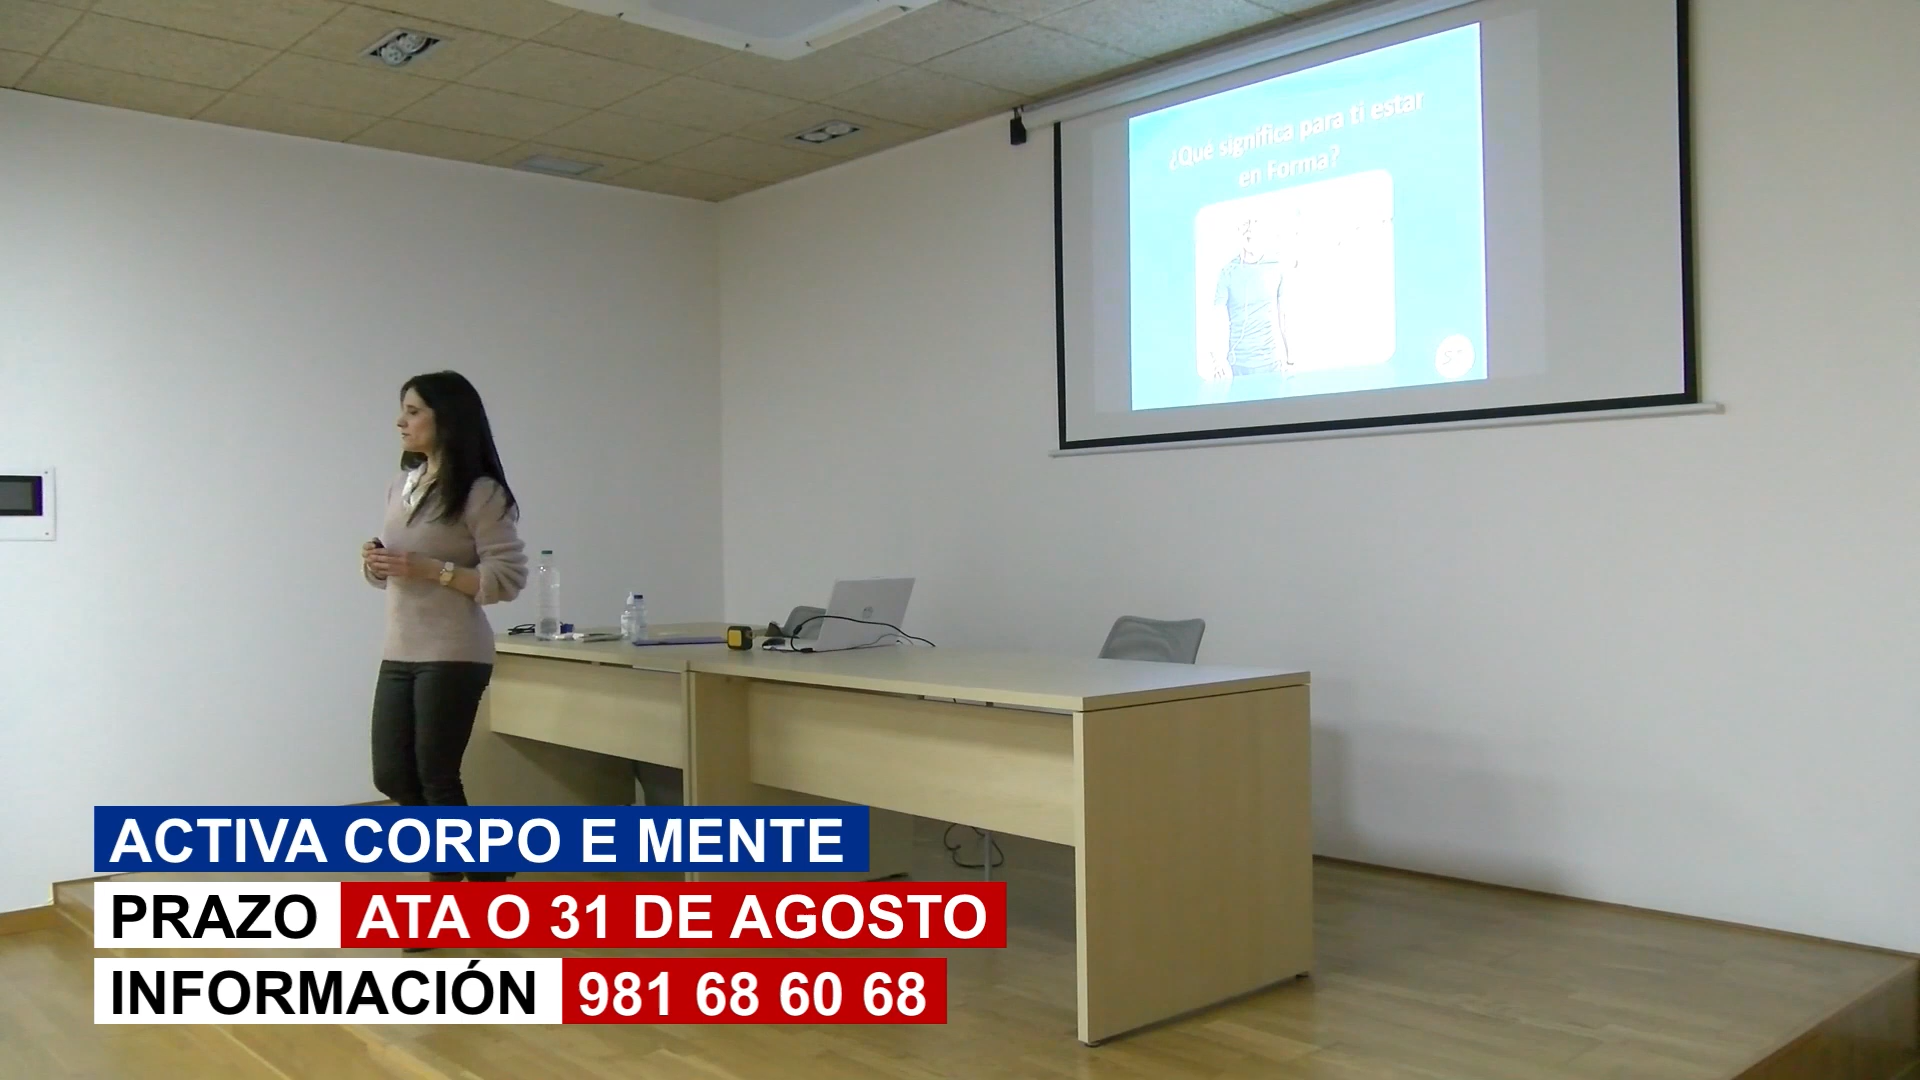 ¿Qué significa para ti estar
en Forma?
ACTIVA CORPO E MENTE
PRAZO ATA O 31 DE AGOSTO
INFORMACIÓN 981 68 60 68